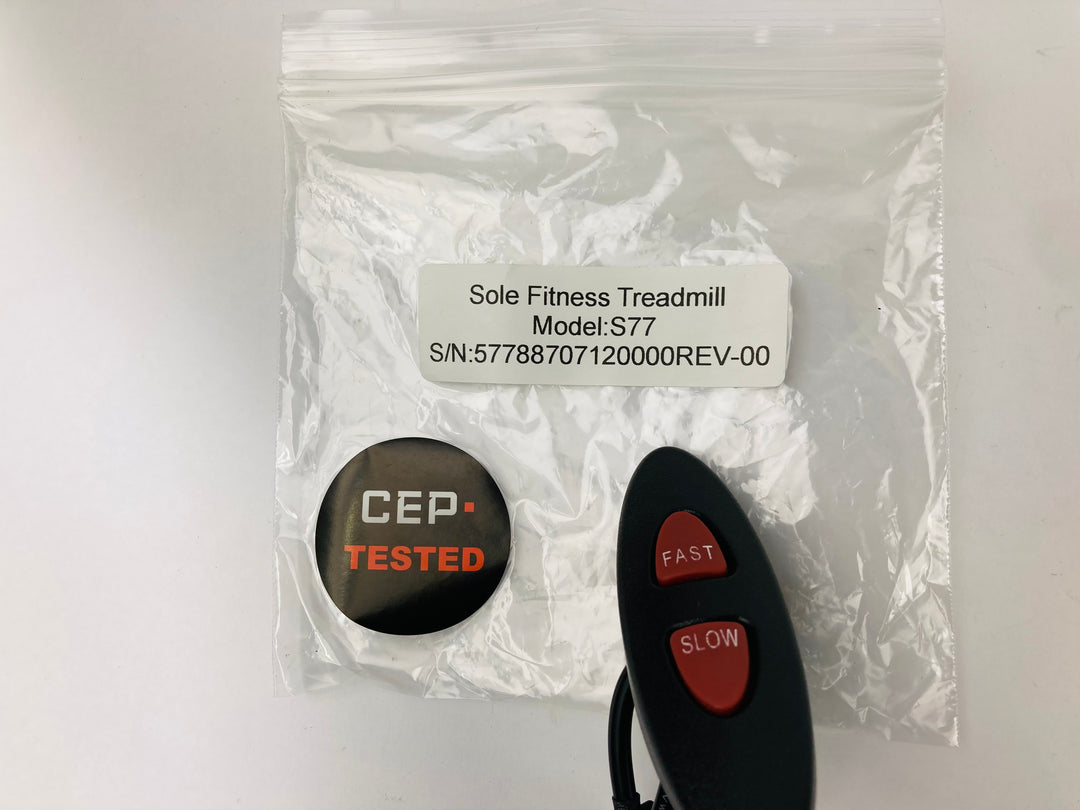 Sole Fitness Treadmill
Model:S77
S/N:57788707120000REV-00
CEP
TESTED
FAST
SLOW